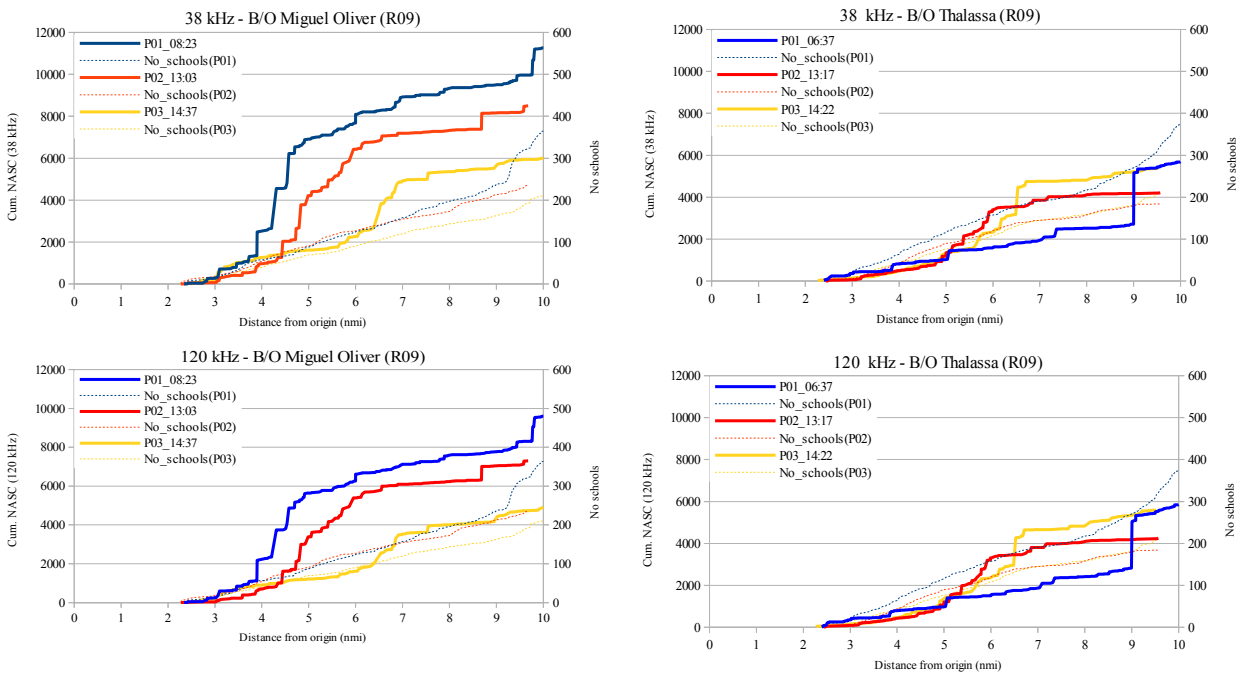 38 kHz - B/O Miguel Oliver (R09)
12000
10000
8000
6000
4000
2000
0
Cum. NASC (38 kHz)
P01_08:23
No_schools(P01)
P02_13:03
No_schools(P02)
P03_14:37
No_schools(P03)
600
500
400
300
200
100
0
No schools
0 1 2 3 4 5 6 7 8 9 10
Distance from origin (nmi)
38 kHz - B/O Thalassa (R09)
12000
10000
8000
6000
4000
2000
0
Cum. NASC (38 kHz)
P01_06:37
No_schools(P01)
P02_13:17
No_schools(P02)
P03_14:22
No_schools(P03)
600
500
400
300
200
100
0
No schools
0 1 2 3 4 5 6 7 8 9 10
Distance from origin (nmi)
120 kHz - B/O Miguel Oliver (R09)
12000
10000
8000
6000
4000
2000
0
Cum. NASC (120 kHz)
P01_08:23
No_schools(P01)
P02_13:03
No_schools(P02)
P03_14:37
No_schools(P03)
600
500
400
300
200
100
0
No schools
0 1 2 3 4 5 6 7 8 9 10
Distance from origin (nmi)
120 kHz - B/O Thalassa (R09)
12000
10000
8000
6000
4000
2000
0
Cum. NASC (120 kHz)
P01_06:37
No_schools(P01)
P02_13:17
No_schools(P02)
P03_14:22
No_schools(P03)
600
500
400
300
200
100
0
No schools
0 1 2 3 4 5 6 7 8 9 10
Distance from origin (nmi)